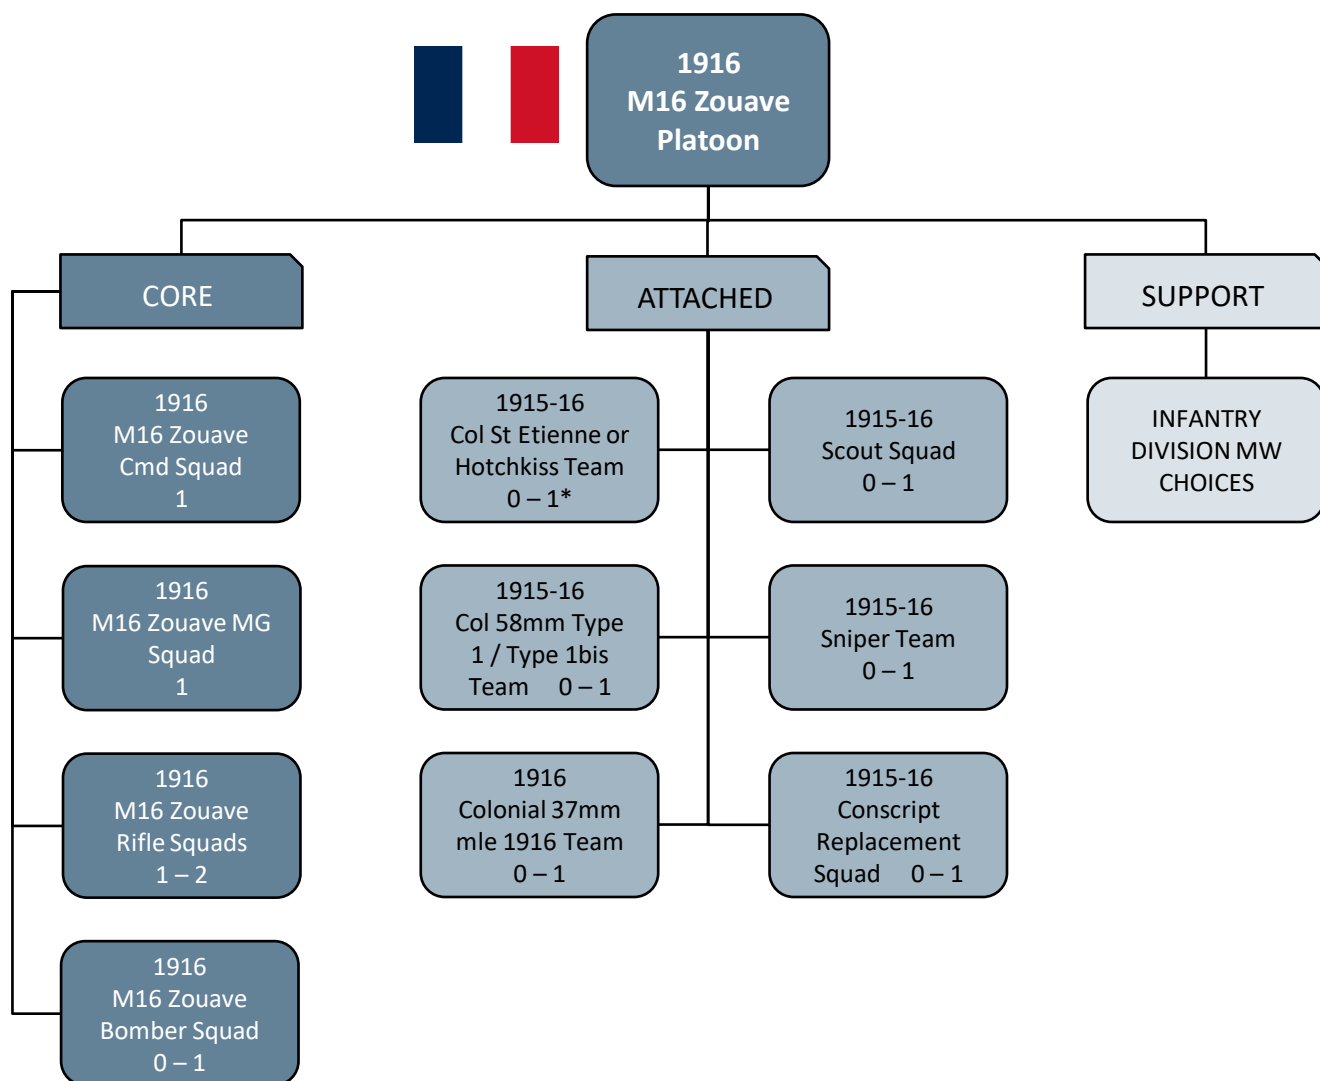 1916
M16 Zouave
Platoon
CORE
ATTACHED
SUPPORT
1916
M16 Zouave
Cmd Squad
1
1916
M16 Zouave MG
Squad
1
1916
M16 Zouave
Rifle Squads
1 – 2
1916
M16 Zouave
Bomber Squad
0 – 1
1915-16
Col St Etienne or
Hotchkiss Team
0 – 1*
1915-16
Col 58mm Type
1 / Type 1bis
Team 0 – 1
1916
Colonial 37mm
mle 1916 Team
0 – 1
1915-16
Scout Squad
0 – 1
1915-16
Sniper Team
0 – 1
1915-16
Conscript
Replacement
Squad 0 – 1
INFANTRY
DIVISION MW
CHOICES